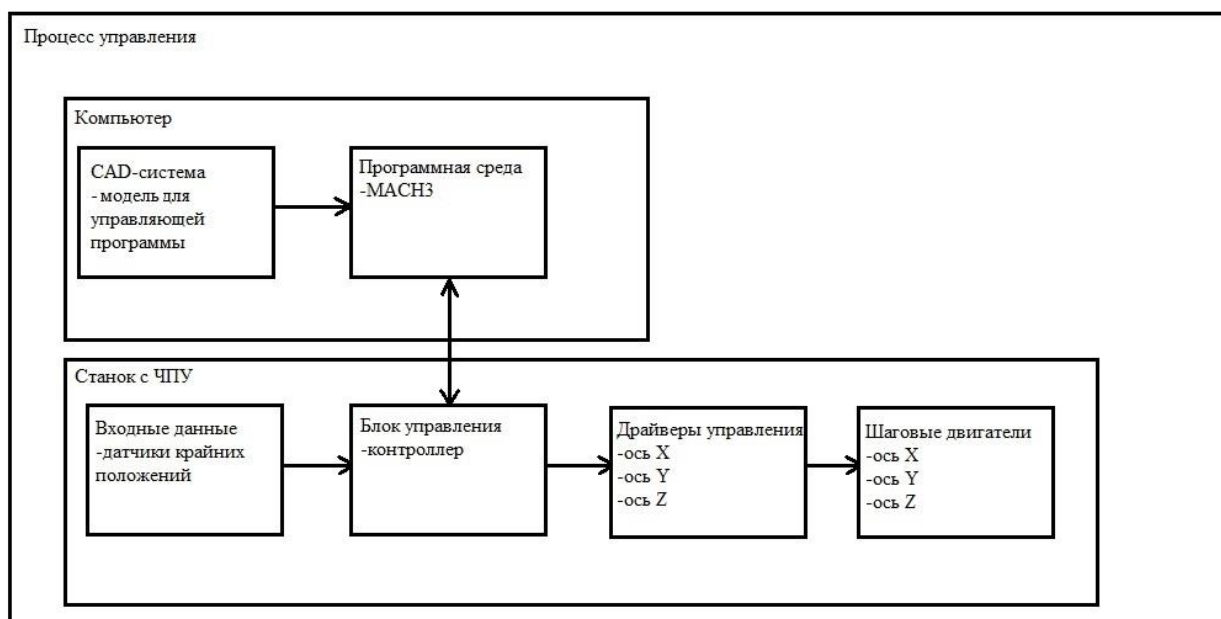 Процесс управления
Компьютер
CAD-система
- модель для
управляющей
программы
Программная среда
-MACH3
Станок с ЧПУ
Входные данные
-датчики крайних
положений
Блок управления
-контроллер
Драйверы управления
-ось X
-ось Y
-ось Z
Шаговые двигатели
-ось X
-ось Y
-ось Z